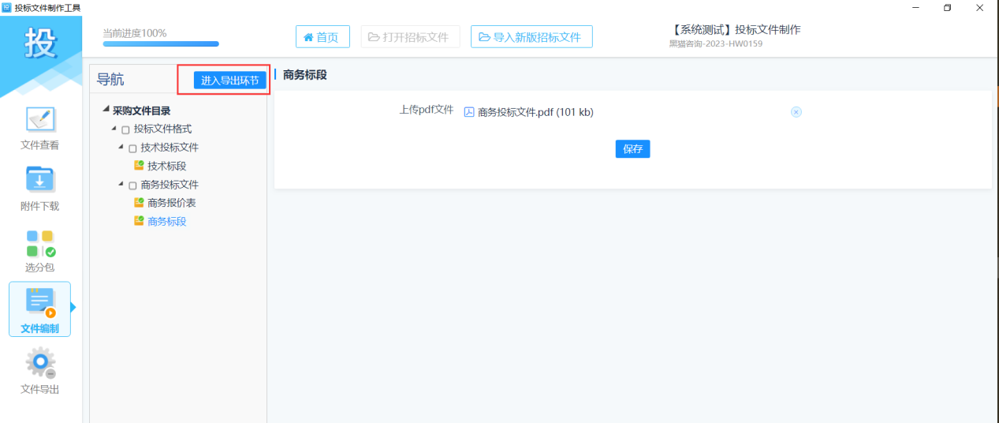 投标文件制作工具
投
当前进度100%
首页
打开招标文件
导入新版招标文件
【系统测试】投标文件制作
黑猫咨询-2023-HW0159
文件查看
附件下载
选分包
文件编制
文件导出
导航
进入导出环节
采购文件目录
投标文件格式
技术投标文件
技术标段
商务投标文件
商务报价表
商务标段
商务标段
上传pdf文件 商务投标文件.pdf (101 kb)
保存